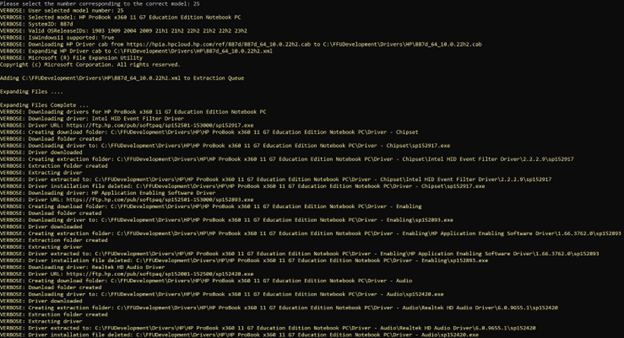 Please select the number corresponding to the correct model: 25
VERBOSE: User selected model number: 25
VERBOSE: Selected model: HP ProBook x360 11 G7 Education Edition Notebook PC
VERBOSE: SystemID: 887d
VERBOSE: Valid OSReleaseIDs: 1903 1909 2004 2009 21h1 21h2 22h2 21h2 22h2 23h2
VERBOSE: IsWindows11 supported: True
VERBOSE: Downloading HP Driver cab from https://hpia.hpcloud.hp.com/ref/887d/887d_64_10.0.22h2.cab to C:\FFUDevelopment\Drivers\HP\887d_64_10.0.22h2.cab
VERBOSE: Expanding HP Driver cab to C:\FFUDevelopment\Drivers\HP\887d_64_10.0.22h2.xml
VERBOSE: Microsoft (R) File Expansion Utility
Copyright (c) Microsoft Corporation. All rights reserved.
Adding C:\FFUDevelopment\Drivers\HP\887d_64_10.0.22h2.xml to Extraction Queue
Expanding Files ....
Expanding Files Complete ...
VERBOSE: Downloading drivers for HP ProBook x360 11 G7 Education Edition Notebook PC
VERBOSE: Downloading driver: Intel HID Event Filter Driver
VERBOSE: Driver URL: https://ftp.hp.com/pub/softpaq/sp152501-153000/sp152917.exe
VERBOSE: Creating download folder: C:\FFUDevelopment\Drivers\HP\HP ProBook x360 11 G7 Education Edition Notebook PC\Driver - Chipset
VERBOSE: Download folder created
VERBOSE: Downloading driver to: C:\FFUDevelopment\Drivers\HP\HP ProBook x360 11 G7 Education Edition Notebook PC\Driver - Chipset\sp152917.exe
VERBOSE: Driver downloaded
VERBOSE: Creating extraction folder: C:\FFUDevelopment\Drivers\HP\HP ProBook x360 11 G7 Education Edition Notebook PC\Driver - Chipset\Intel HID Event Filter Driver\2.2.2.9\sp152917
VERBOSE: Extraction folder created
VERBOSE: Extracting driver
VERBOSE: Driver extracted to: C:\FFUDevelopment\Drivers\HP\HP ProBook x360 11 G7 Education Edition Notebook PC\Driver - Chipset\Intel HID Event Filter Driver\2.2.2.9\sp152917
VERBOSE: Driver installation file deleted: C:\FFUDevelopment\Drivers\HP\HP ProBook x360 11 G7 Education Edition Notebook PC\Driver - Chipset\sp152917.exe
VERBOSE: Downloading driver: HP Application Enabling Software Driver
VERBOSE: Driver URL: https://ftp.hp.com/pub/softpaq/sp152501-153000/sp152893.exe
VERBOSE: Creating download folder: C:\FFUDevelopment\Drivers\HP\HP ProBook x360 11 G7 Education Edition Notebook PC\Driver - Enabling
VERBOSE: Download folder created
VERBOSE: Downloading driver to: C:\FFUDevelopment\Drivers\HP\HP ProBook x360 11 G7 Education Edition Notebook PC\Driver - Enabling\sp152893.exe
VERBOSE: Driver downloaded
VERBOSE: Creating extraction folder: C:\FFUDevelopment\Drivers\HP\HP ProBook x360 11 G7 Education Edition Notebook PC\Driver - Enabling\HP Application Enabling Software Driver\1.66.3762.0\sp152893
VERBOSE: Extraction folder created
VERBOSE: Extracting driver
VERBOSE: Driver extracted to: C:\FFUDevelopment\Drivers\HP\HP ProBook x360 11 G7 Education Edition Notebook PC\Driver - Enabling\HP Application Enabling Software Driver\1.66.3762.0\sp152893
VERBOSE: Driver installation file deleted: C:\FFUDevelopment\Drivers\HP\HP ProBook x360 11 G7 Education Edition Notebook PC\Driver - Enabling\sp152893.exe
VERBOSE: Downloading driver: Realtek HD Audio Driver
VERBOSE: Driver URL: https://ftp.hp.com/pub/softpaq/sp152001-152500/sp152420.exe
VERBOSE: Creating download folder: C:\FFUDevelopment\Drivers\HP\HP ProBook x360 11 G7 Education Edition Notebook PC\Driver - Audio
VERBOSE: Download folder created
VERBOSE: Downloading driver to: C:\FFUDevelopment\Drivers\HP\HP ProBook x360 11 G7 Education Edition Notebook PC\Driver - Audio\sp152420.exe
VERBOSE: Driver downloaded
VERBOSE: Creating extraction folder: C:\FFUDevelopment\Drivers\HP\HP ProBook x360 11 G7 Education Edition Notebook PC\Driver - Audio\Realtek HD Audio Driver\6.0.9655.1\sp152420
VERBOSE: Extraction folder created
VERBOSE: Extracting driver
VERBOSE: Driver extracted to: C:\FFUDevelopment\Drivers\HP\HP ProBook x360 11 G7 Education Edition Notebook PC\Driver - Audio\Realtek HD Audio Driver\6.0.9655.1\sp152420
VERBOSE: Driver installation file deleted: C:\FFUDevelopment\Drivers\HP\HP ProBook x360 11 G7 Education Edition Notebook PC\Driver - Audio\sp152420.exe